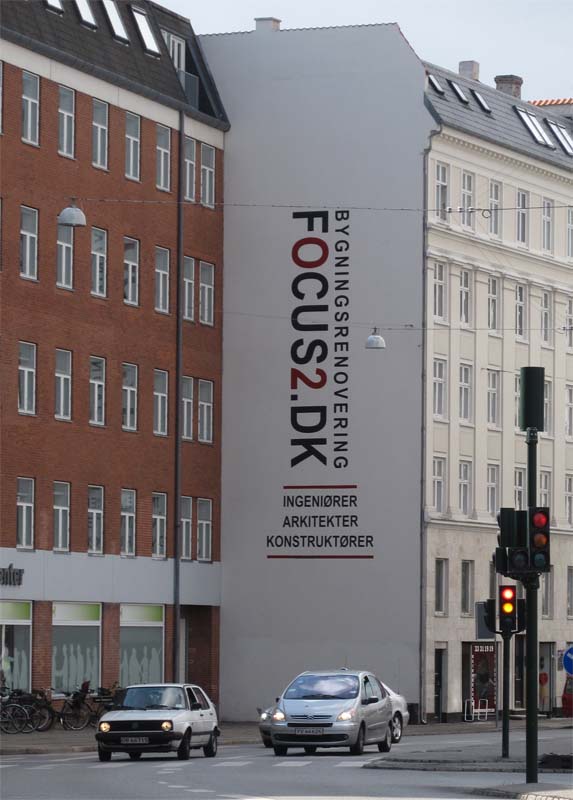 BYGNINGSRENOVERING
FOCUS2.DK
INGENIØRER
ARKITEKTER
KONSTRUKTØRER